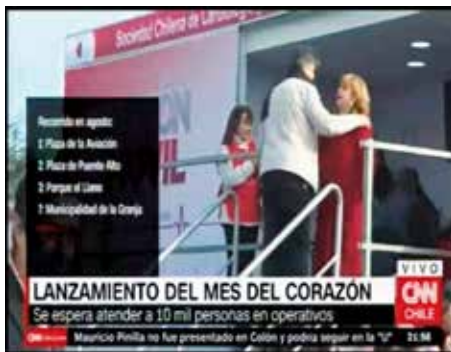 Sociedad Chilena de Cardiolog
Recorrido en agosto:
1: Plaza de la Aviación
2: Plaza de Puente Alto
3: Parque el Llano
7: Municipalidad de la Granja
VIVO
LANZAMIENTO DEL MES DEL CORAZÓN
Se espera atender a 10 mil personas en operativos
CNN
CHILE
Mauricio Pinilla no fue presentado en Colón y podría seguir en la "U"
21:58